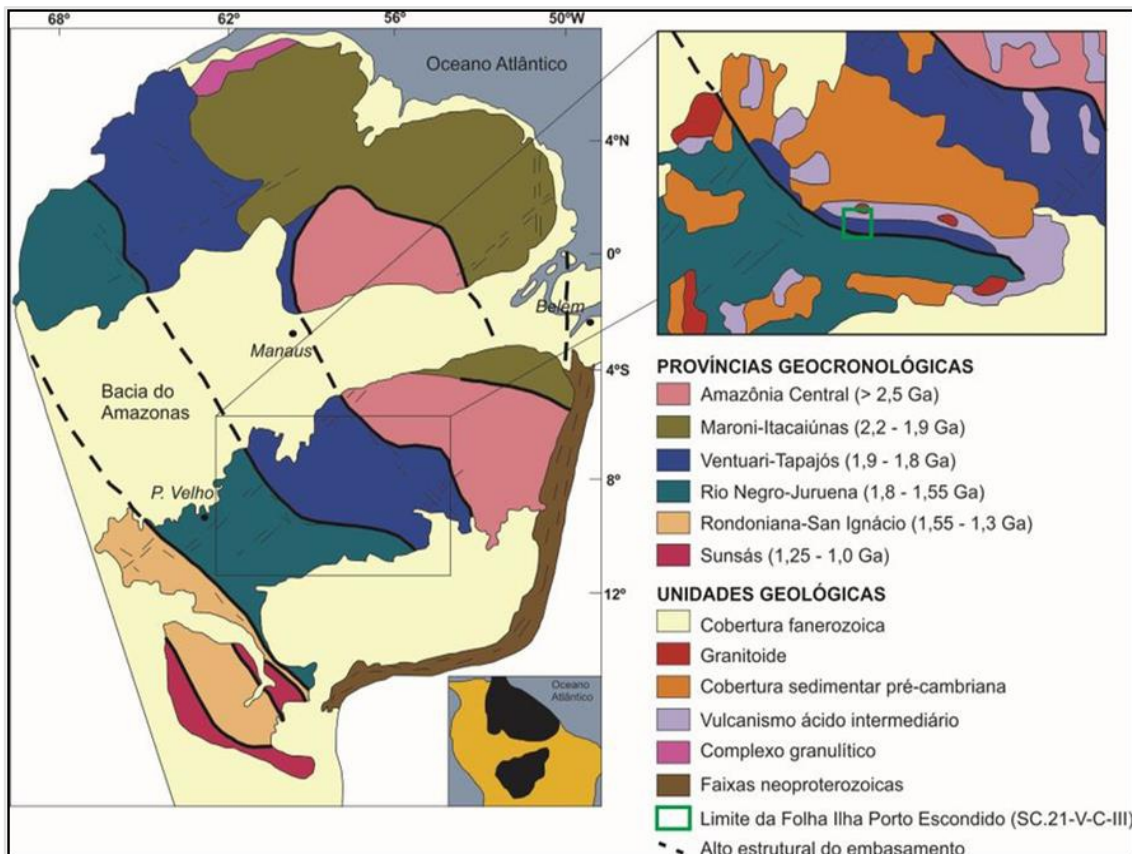 68° 62° 56° 50°W
Oceano Atlântico
4°N
0°
Belém
Manaus
4°S
Bacia do
Amazonas
8°
P. Velho
12°
Oceano
Atlântico
PROVÍNCIAS GEOCRONOLÓGICAS
Amazônia Central (> 2,5 Ga)
Maroni-Itacaiúnas (2,2 - 1,9 Ga)
Ventuari-Tapajós (1,9 - 1,8 Ga)
Rio Negro-Juruena (1,8 - 1,55 Ga)
Rondoniana-San Ignácio (1,55 - 1,3 Ga)
Sunsás (1,25 - 1,0 Ga)
UNIDADES GEOLÓGICAS
Cobertura fanerozoica
Granitoide
Cobertura sedimentar pré-cambriana
Vulcanismo ácido intermediário
Complexo granulítico
Faixas neoproterozoicas
Limite da Folha Ilha Porto Escondido (SC.21-V-C-III)
Alto estrutural do embasamento